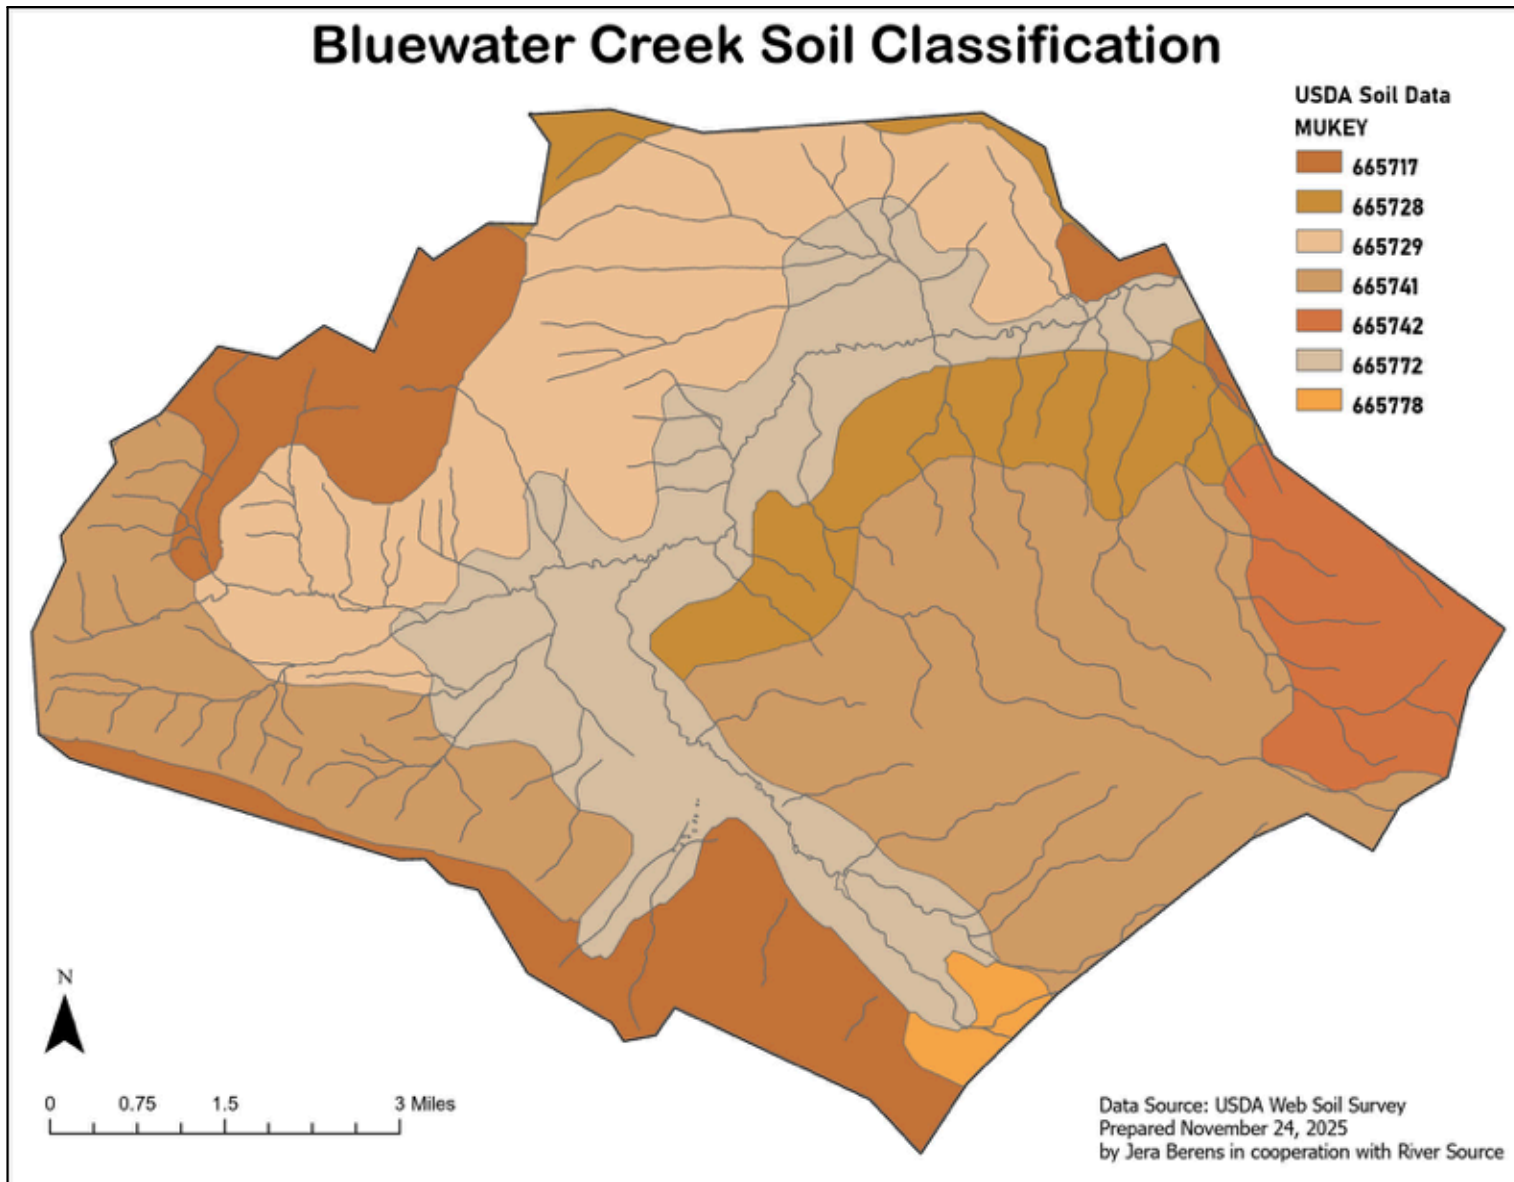 Bluewater Creek Soil Classification
USDA Soil Data
MUKEY
665717
665728
665729
665741
665742
665772
665778
N
0 0.75 1.5 3 Miles
Data Source: USDA Web Soil Survey
Prepared November 24, 2025
by Jera Berens in cooperation with River Source